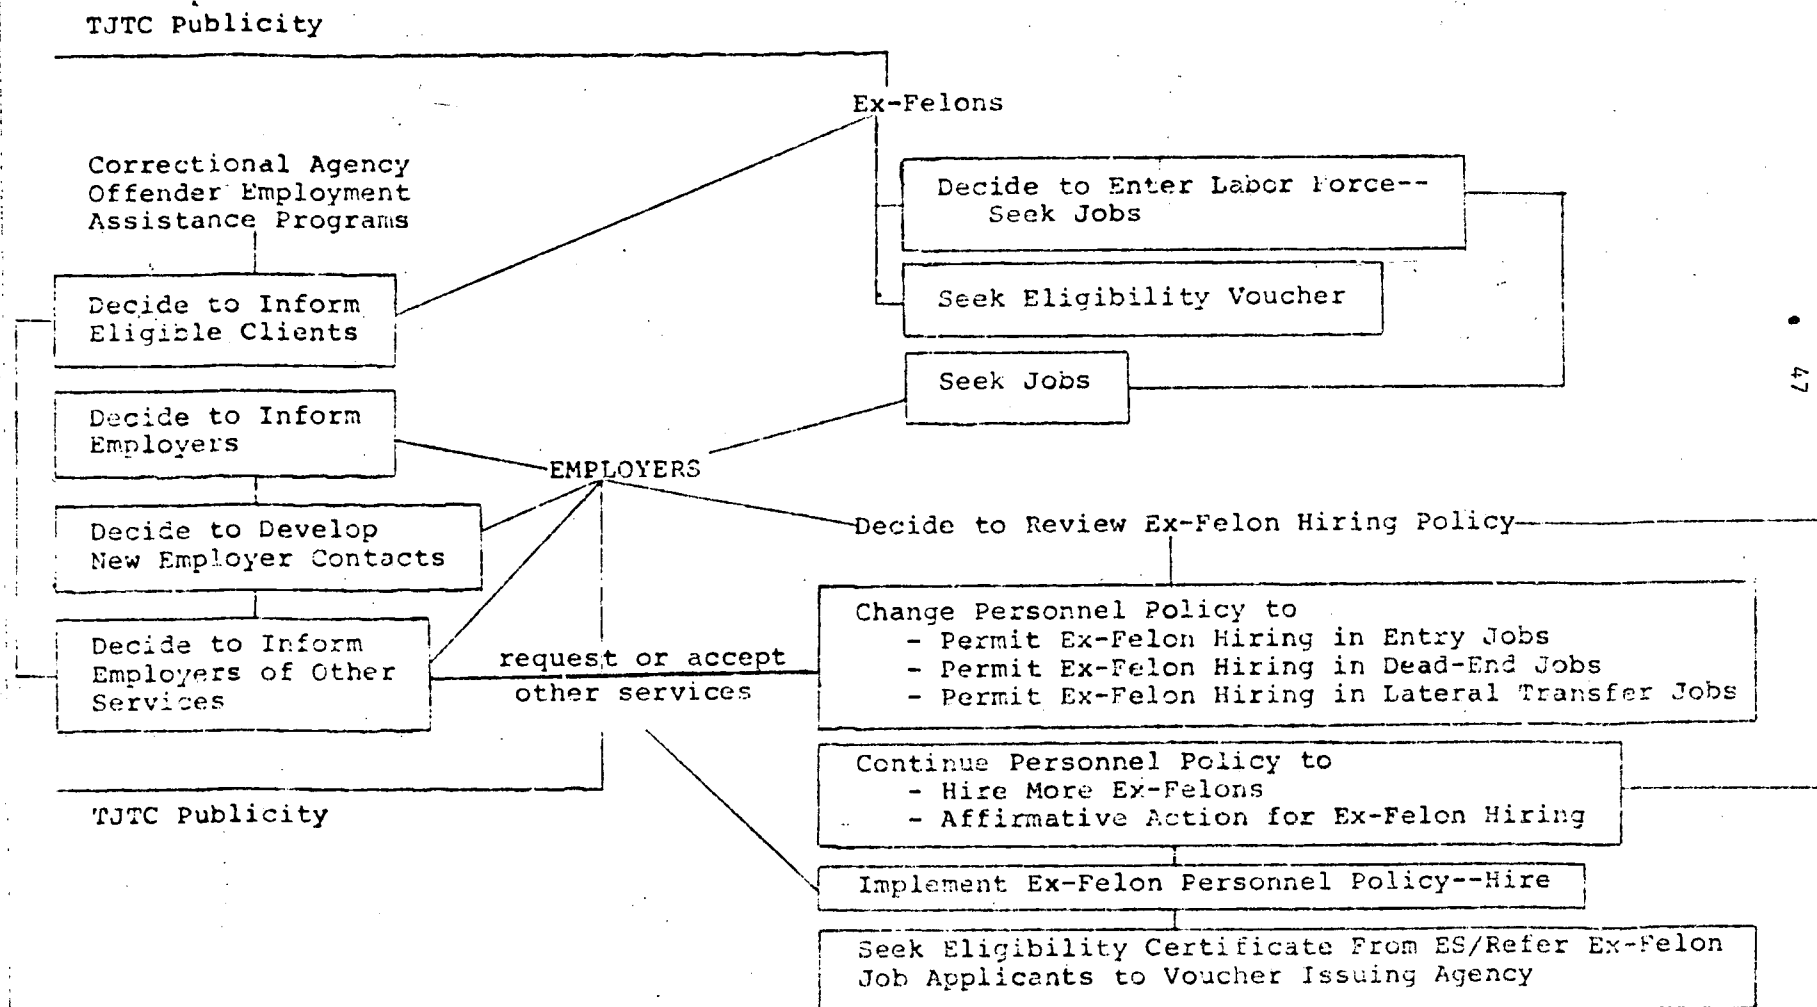 TJTC Publicity
Ex-Felons
Correctional Agency
Offender Employment
Assistance Programs
Decide to Enter Labor Force--
Seek Jobs
Decide to Inform
Eligible Clients
Seek Eligibility Voucher
Seek Jobs
47
Decide to Inform
Employers
EMPLOYERS
Decide to Develop
New Employer Contacts
Decide to Review Ex-Felon Hiring Policy
Decide to Inform
Employers of Other
Services
request or accept
other services
Change Personnel Policy to
- Permit Ex-Felon Hiring in Entry Jobs
- Permit Ex-Felon Hiring in Dead-End Jobs
- Permit Ex-Felon Hiring in Lateral Transfer Jobs
Continue Personnel Policy to
- Hire More Ex-Felons
- Affirmative Action for Ex-Felon Hiring
TJTC Publicity
Implement Ex-Felon Personnel Policy--Hire
Seek Eligibility Certificate From ES/Refer Ex-Felon
Job Applicants to Voucher Issuing Agency